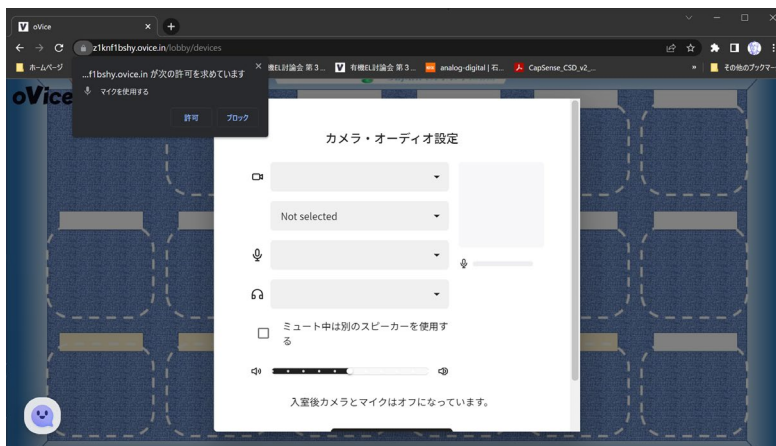 oVice
z1knf1bshy.ovice.in/lobby/devices
ホームページ
機EL討論会 第3...
有機EL討論会 第3...
analog-digital | 石...
CapSense_CSD_v2_...
»
その他のブックマー
oVice
...f1bshy.ovice.in が次の許可を求めています
マイクを使用する
許可
ブロック
カメラ・オーディオ設定
Not selected
ミュート中は別のスピーカーを使用す
る
入室後カメラとマイクはオフになっています。